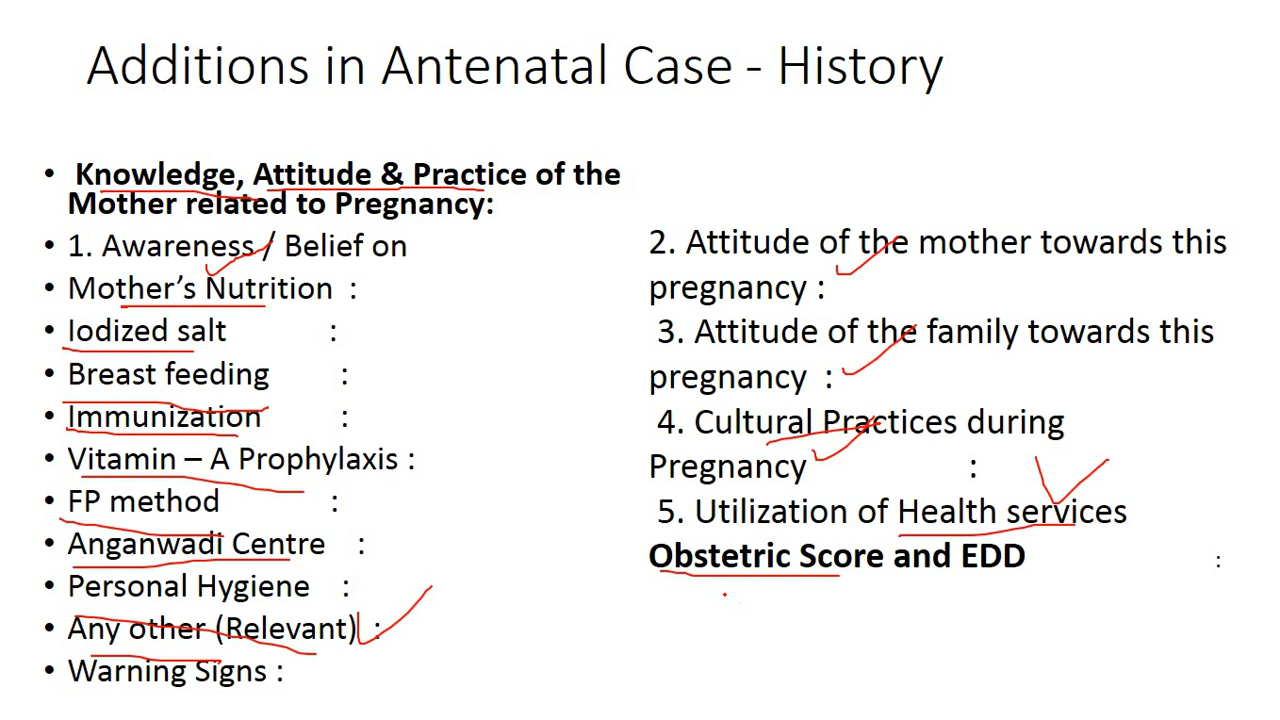 Additions in Antenatal Case - History
• Knowledge, Attitude & Practice of the
Mother related to Pregnancy:
• 1. Awareness / Belief on
• Mother’s Nutrition :
• Iodized salt :
• Breast feeding :
• Immunization :
• Vitamin – A Prophylaxis :
• FP method :
• Anganwadi Centre :
• Personal Hygiene :
• Any other (Relevant) :
• Warning Signs :
2. Attitude of the mother towards this
pregnancy :
3. Attitude of the family towards this
pregnancy :
4. Cultural Practices during
Pregnancy :
5. Utilization of Health services
Obstetric Score and EDD :